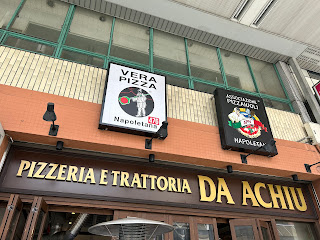 VERA
PIZZA
Napoletana
ASSOCIAZIONE
PIZZAIUOLI
NAPOLETANI
PIZZERIA E TRATTORIA DA ACHIU